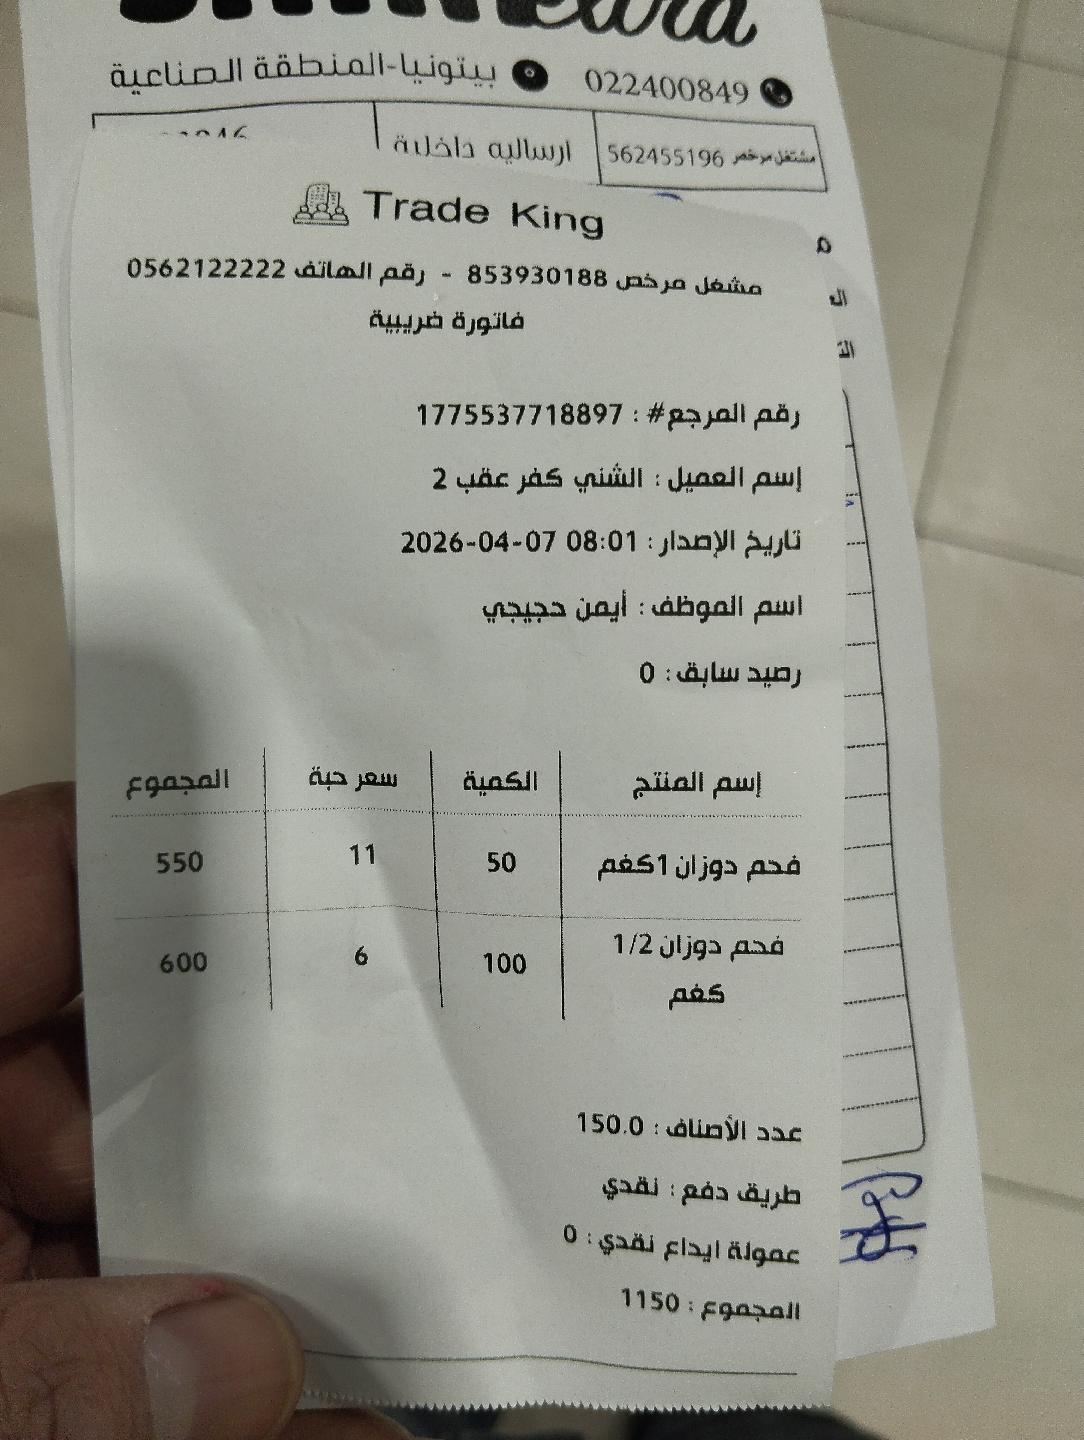 022400849 بيتونيا-المنطقة الصناعية
مشتغل مرخص 562455196 ارساليه داخلية
Trade King
مشغل مرخص 853930188 - رقم الهاتف 0562122222
فاتورة ضريبية
رقم المرجع# : 1775537718897
إسم العميل : الشني كفر عقب 2
تاريخ الإصدار : 2026-04-07 08:01
اسم الموظف : أيمن حجيجي
رصيد سابق : 0
إسم المنتج الكمية سعر حبة المجموع
فحم دوزان 1كغم 50 11 550
فحم دوزان 1/2 كغم 100 6 600
عدد الأصناف : 150.0
طريق دفع : نقدي
عمولة ايداع نقدي : 0
المجموع : 1150